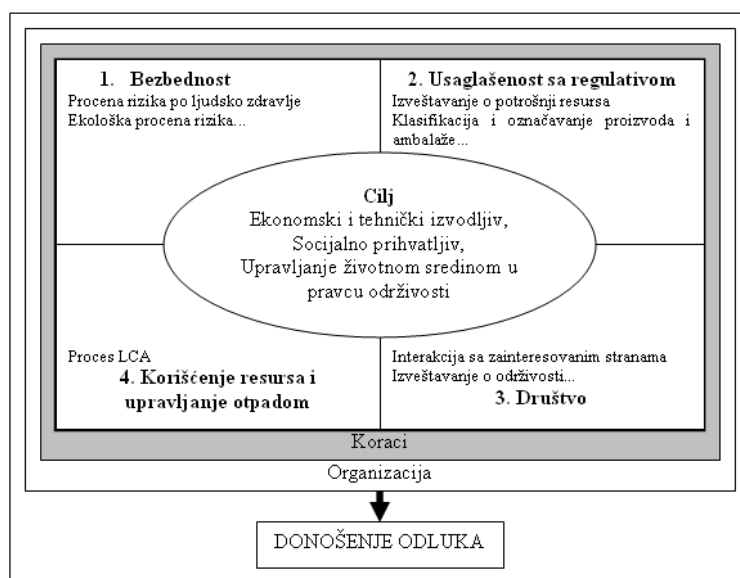 1. Bezbednost
Procena rizika po ljudsko zdravlje
Ekološka procena rizika...
2. Usaglašenost sa regulativom
Izveštavanje o potrošnji resursa
Klasifikacija i označavanje proizvoda i
ambalaže...
Cilj
Ekonomski i tehnički izvodljiv,
Socijalno prihvatljiv,
Upravljanje životnom sredinom u
pravcu održivosti
Proces LCA
4. Korišćenje resursa i
upravljanje otpadom
Interakcija sa zainteresovanim stranama
Izveštavanje o održivosti...
3. Društvo
Koraci
Organizacija
DONOŠENJE ODLUKA